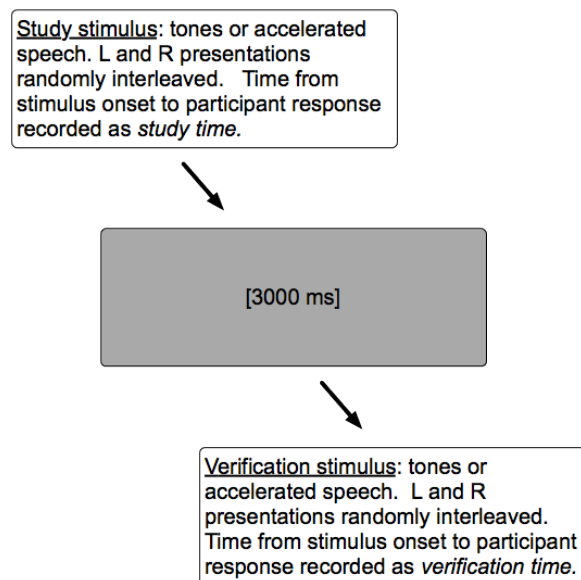 Study stimulus: tones or accelerated
speech. L and R presentations
randomly interleaved. Time from
stimulus onset to participant response
recorded as study time.
[3000 ms]
Verification stimulus: tones or
accelerated speech. L and R
presentations randomly interleaved.
Time from stimulus onset to participant
response recorded as verification time.